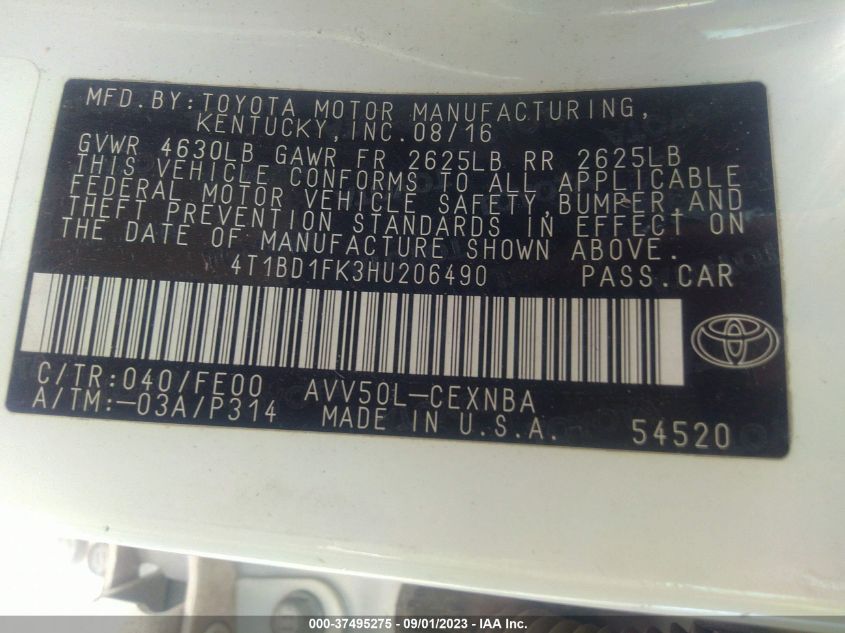 MFD.BY:TOYOTA MOTOR MANUFACTURING,
KENTUCKY,INC.08/16
GVWR 4630LB GAWR FR 2625LB RR 2625LB
THIS VEHICLE CONFORMS TO ALL APPLICABLE
FEDERAL MOTOR VEHICLE SAFETY,BUMPER,AND
THEFT PREVENTION STANDARDS IN EFFECT ON
THE DATE OF MANUFACTURE SHOWN ABOVE.
4T1BD1FK3HU206490 PASS.CAR
C/TR:040/FE00 AVV50L-CEXNBA
A/TM:-03A/P314 MADE IN U.S.A. 54520
000-37495275 - 09/01/2023 - IAA Inc.